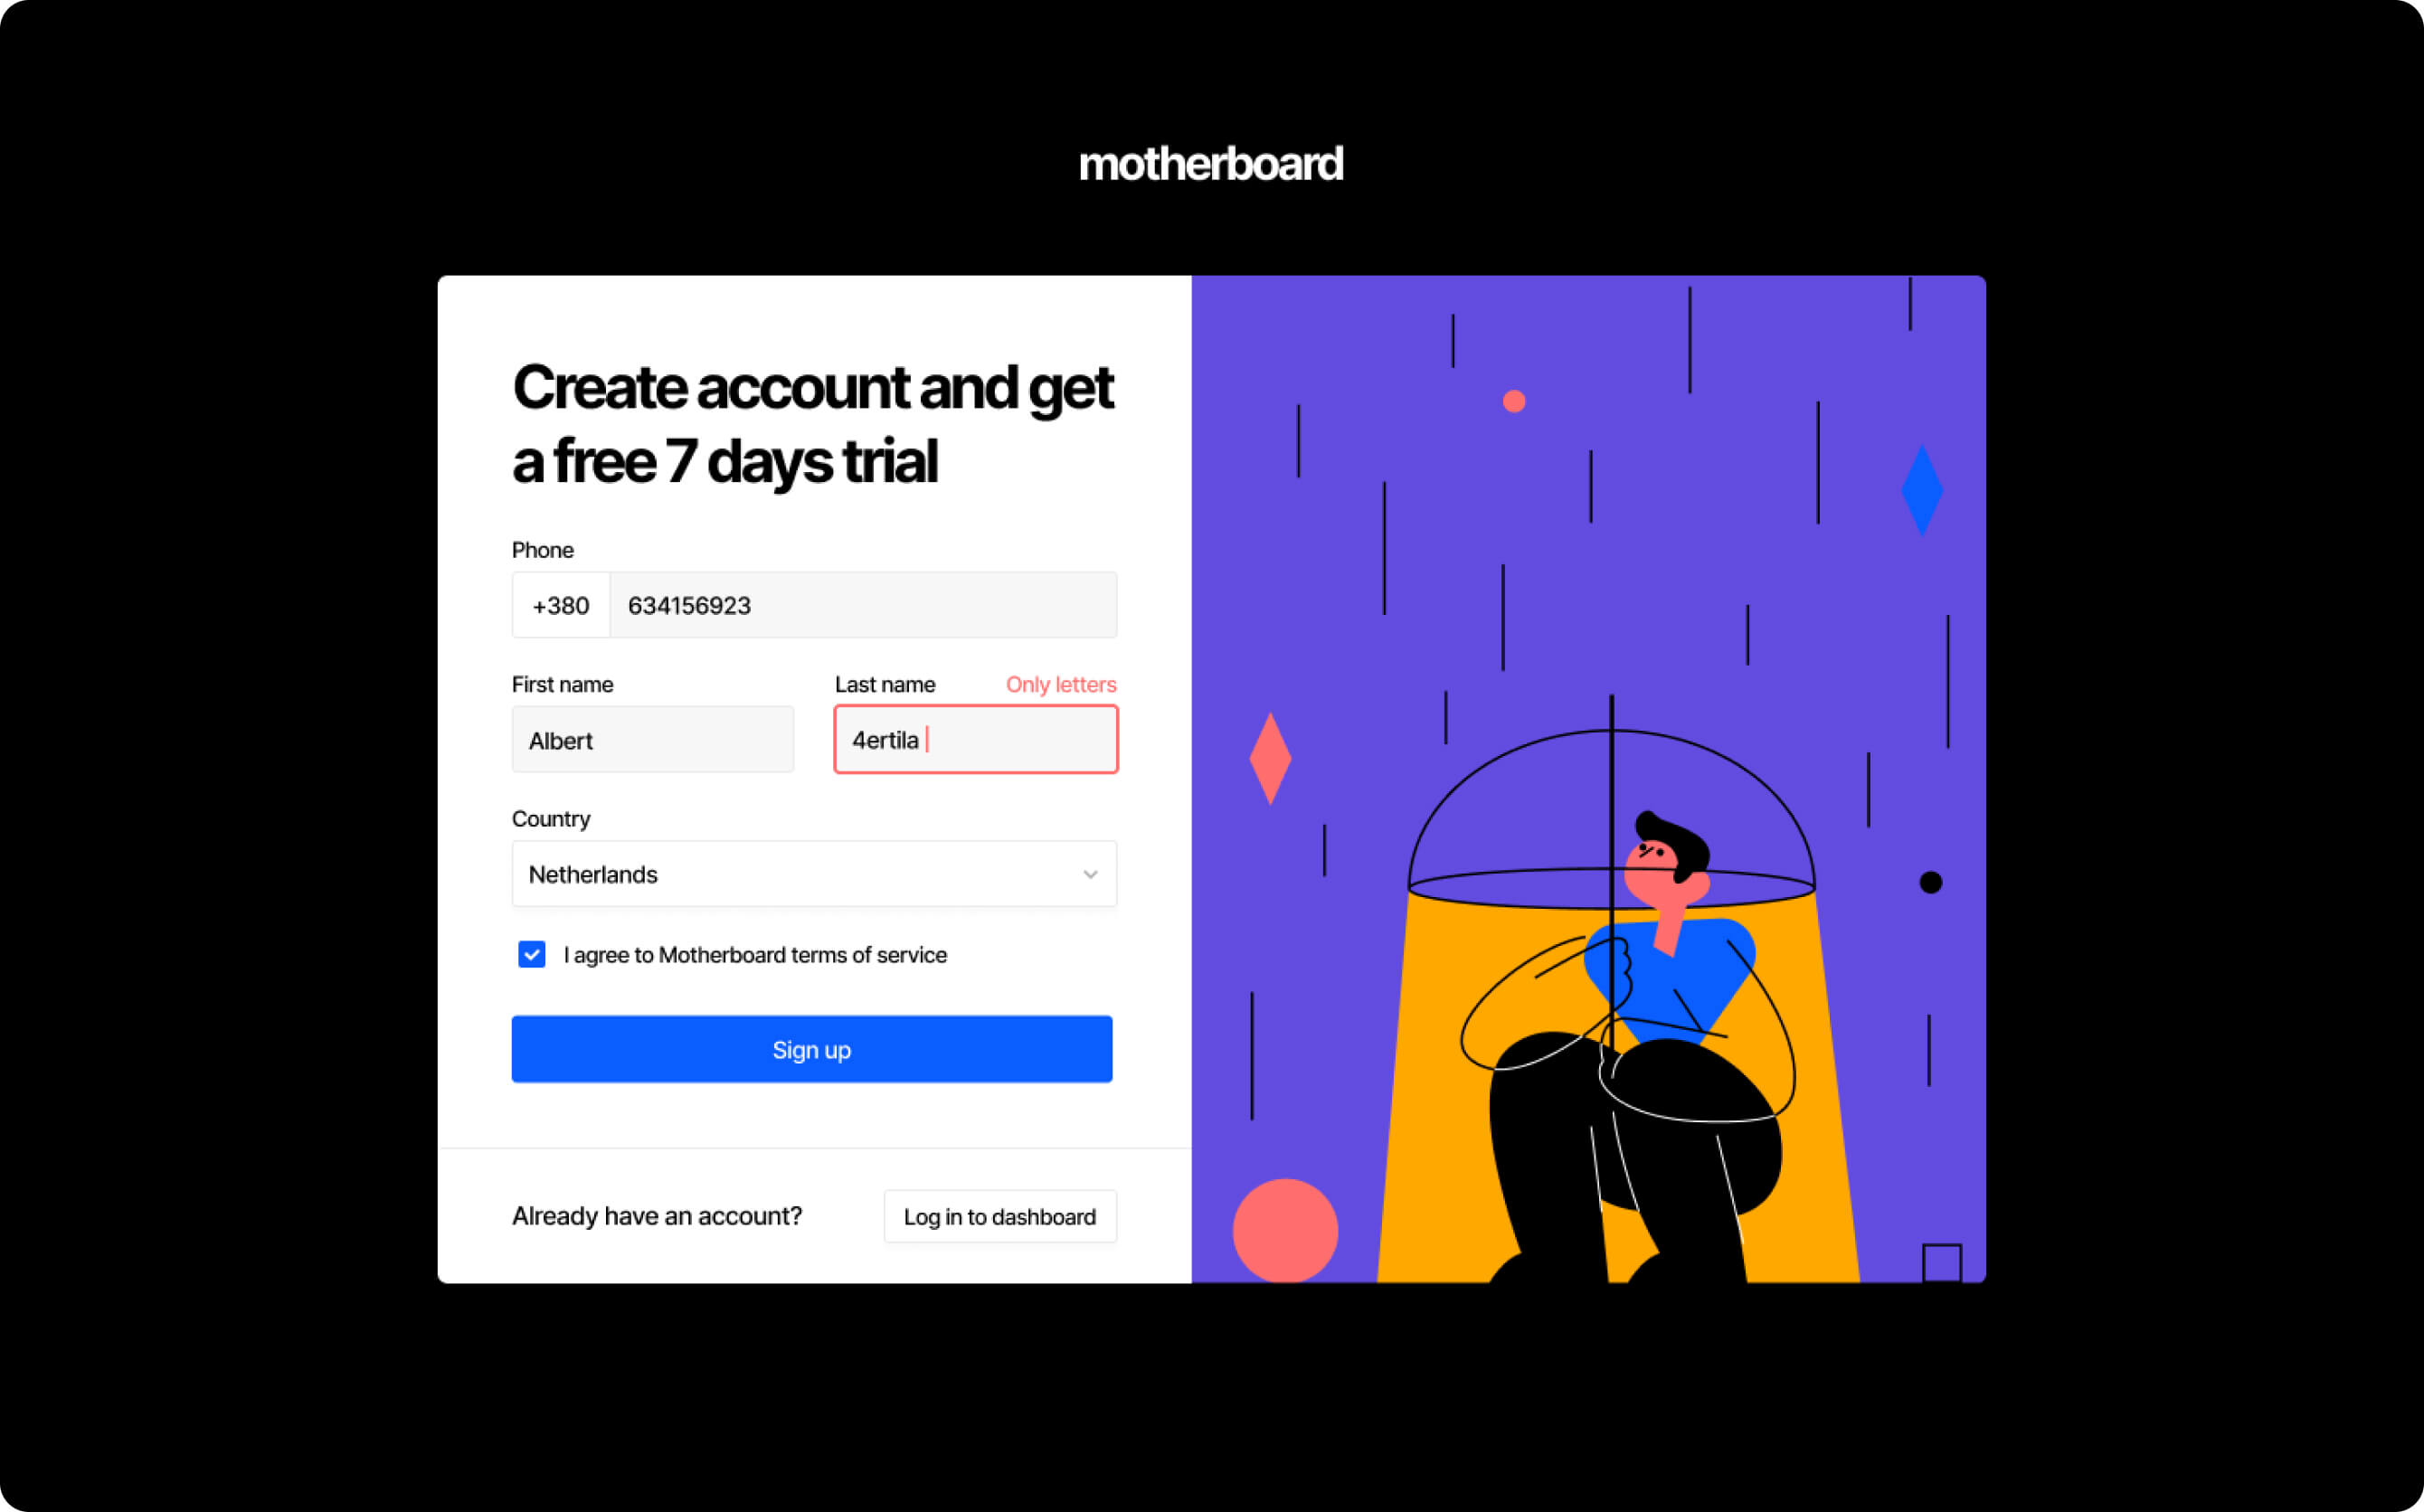 motherboard
Create account and get
a free 7 days trial
Phone
+380 634156923
First name
Last name Only letters
Albert
4ertila
Country
Netherlands
I agree to Motherboard terms of service
Sign up
Already have an account? Log in to dashboard